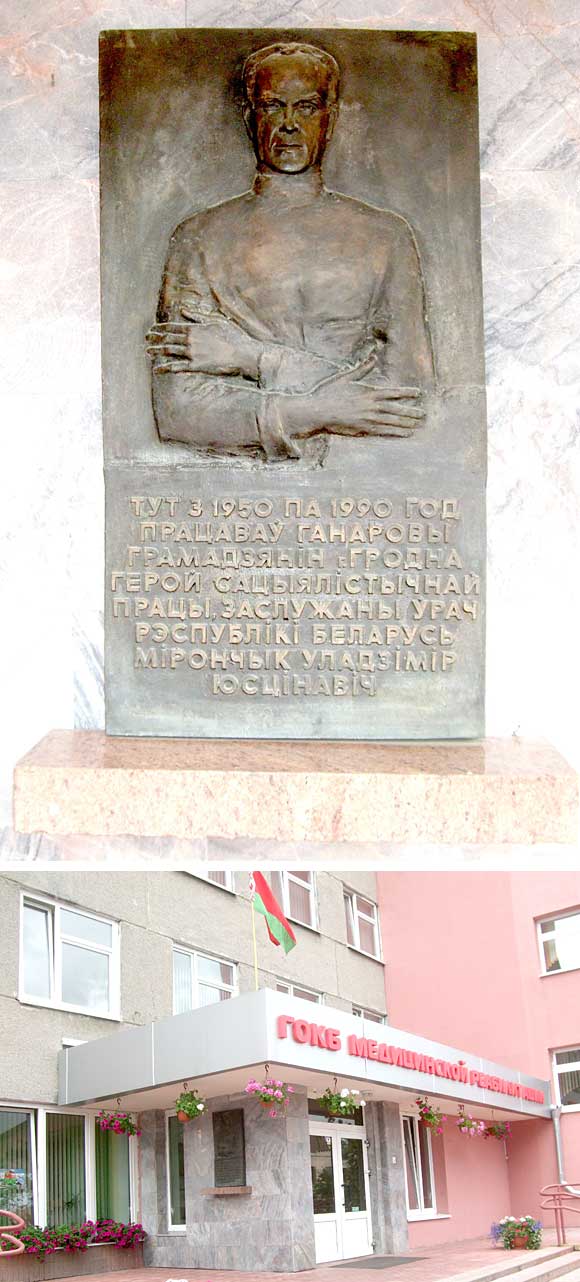 ТУТ З 1950 ПА 1990 ГОД
ПРАЦАВАЎ ГАНАРОВЫ
ГРАМАДЗЯНІН г.ГРОДНА
ГЕРОЙ САЦЫЯЛІСТЫЧНАЙ
ПРАЦЫ, ЗАСЛУЖАНЫ УРАЧ
РЭСПУБЛІКІ БЕЛАРУСЬ
МІРОНЧЫК УЛАДЗІМІР
ЮСЦІНАВІЧ
ГОКБ МЕДИЦИНСКОЙ РЕАБИЛИТАЦИИ